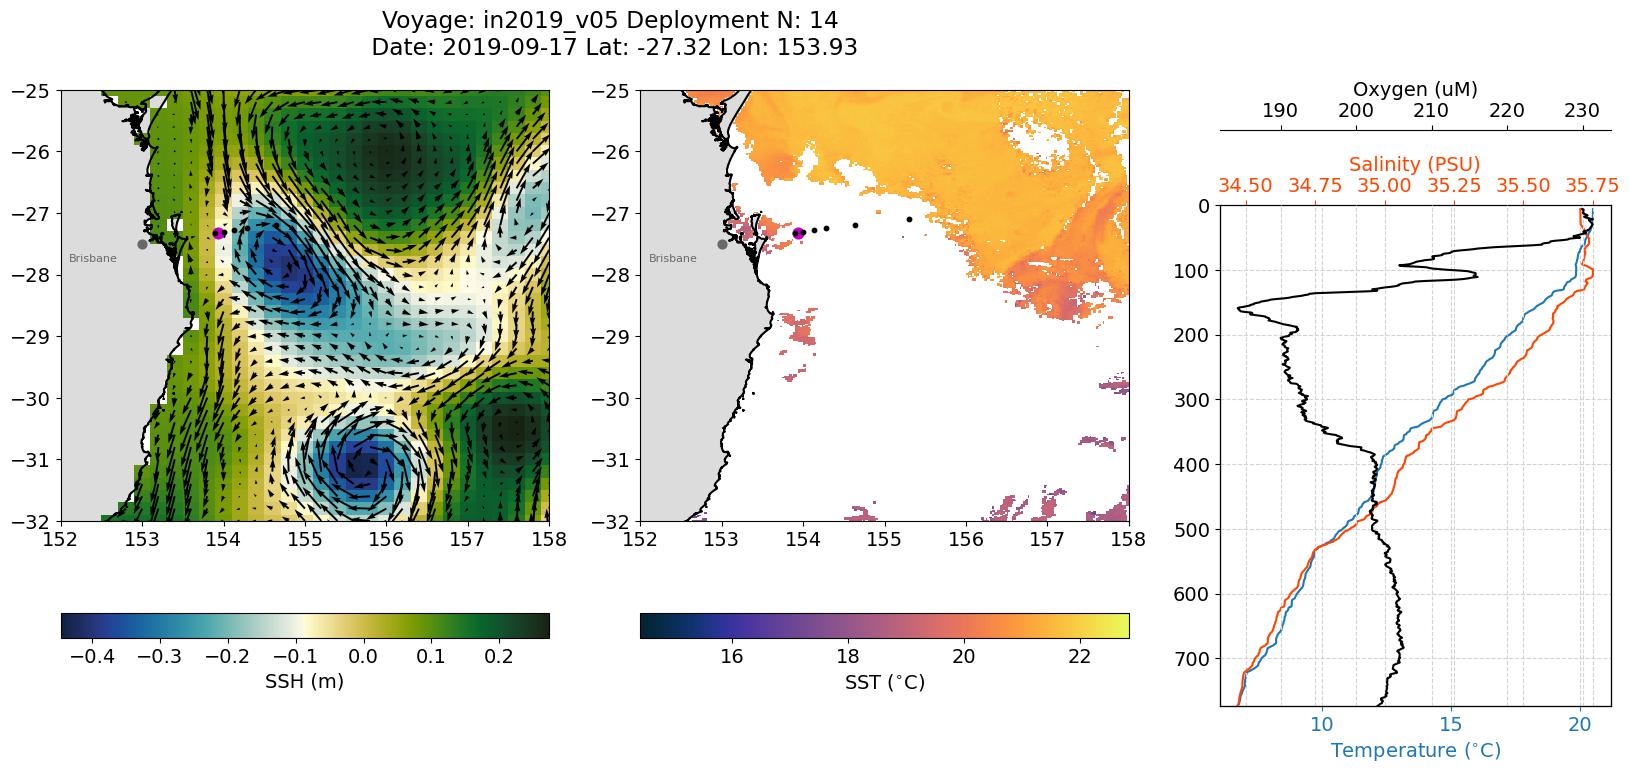 Voyage: in2019_v05 Deployment N: 14
Date: 2019-09-17 Lat: -27.32 Lon: 153.93
−25
−26
−27
−28
−29
−30
−31
−32
152 153 154 155 156 157 158
Brisbane
−0.4 −0.3 −0.2 −0.1 0.0 0.1 0.2
SSH (m)
−25
−26
−27
−28
−29
−30
−31
−32
152 153 154 155 156 157 158
Brisbane
16 18 20 22
SST (°C)
Oxygen (uM)
190 200 210 220 230
Salinity (PSU)
34.50 34.75 35.00 35.25 35.50 35.75
0
100
200
300
400
500
600
700
10 15 20
Temperature (°C)